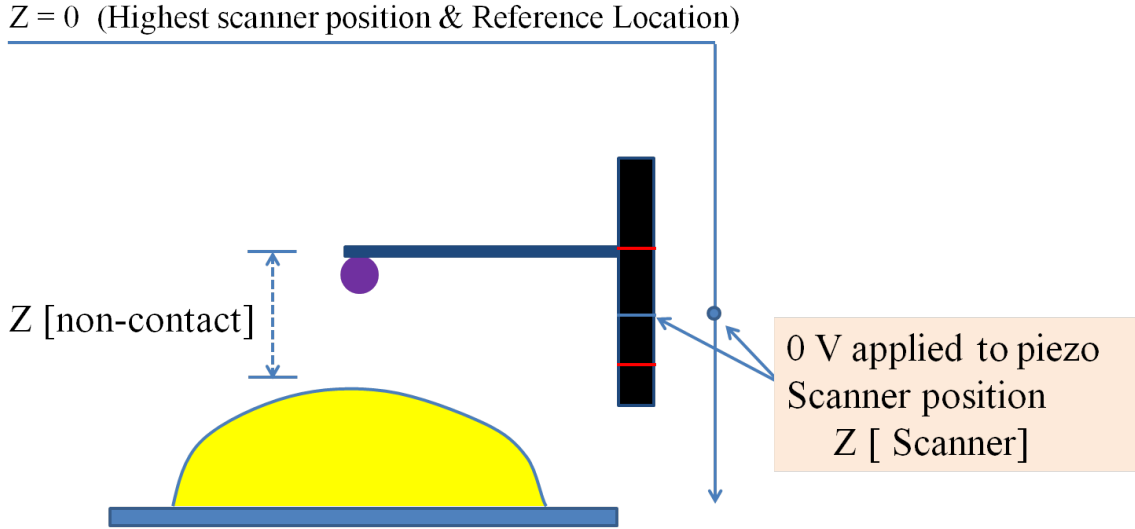 Z = 0 (Highest scanner position & Reference Location)
Z [non-contact]
0 V applied to piezo
Scanner position
Z [ Scanner]